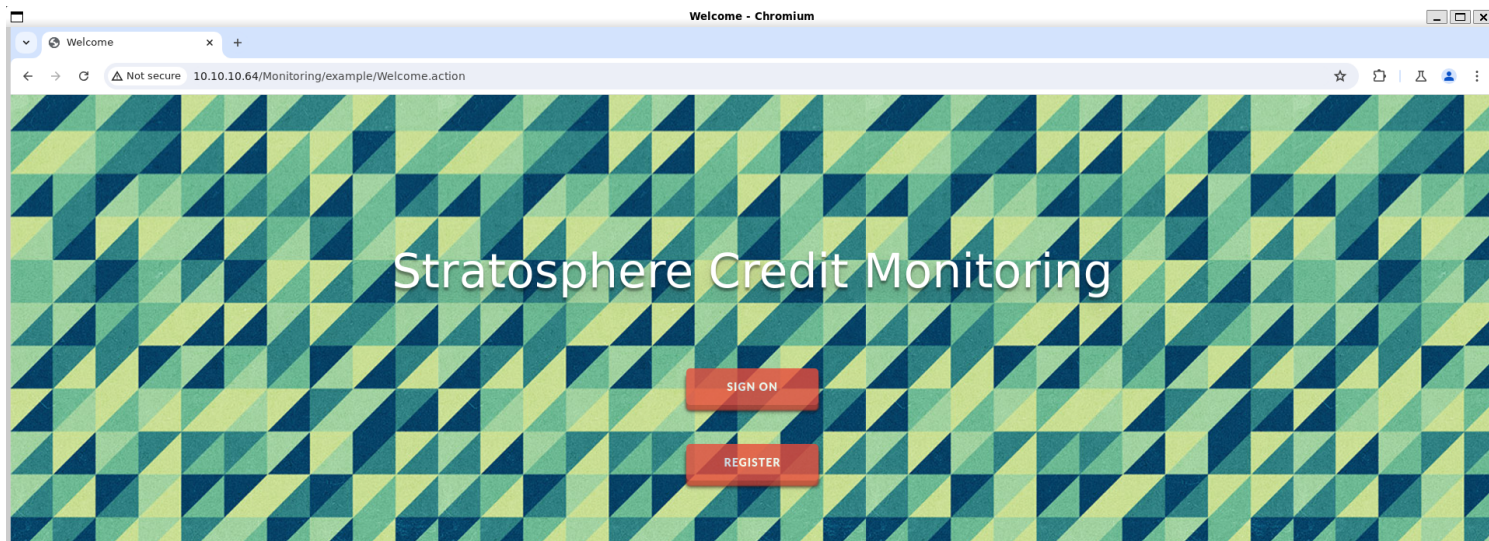 Welcome - Chromium
Welcome
Not secure 10.10.10.64/Monitoring/example/Welcome.action
Stratosphere Credit Monitoring
SIGN ON
REGISTER